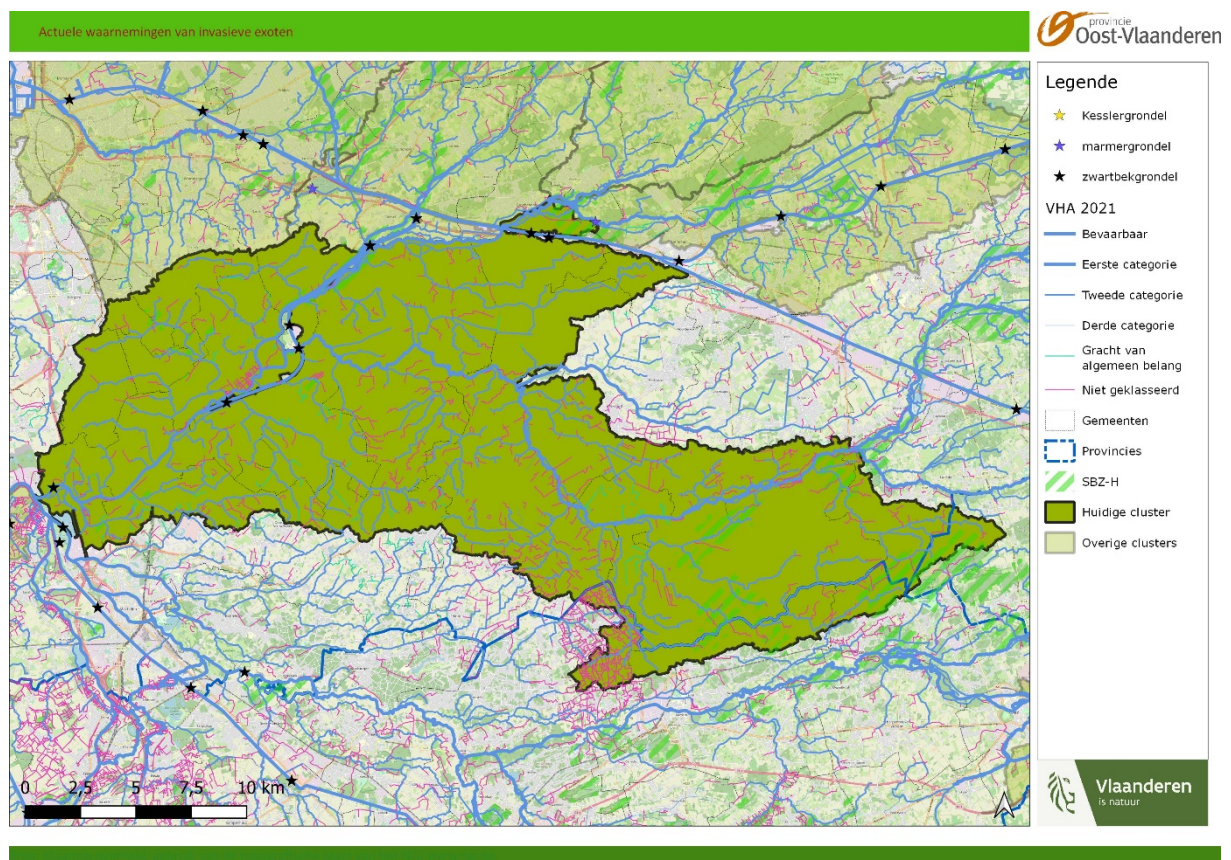 Actuele waarnemingen van invasieve exoten
provincie
Oost-Vlaanderen
Legende
Kesslergrondel
marmergrondel
zwartbekgrondel
VHA 2021
Bevaarbaar
Eerste categorie
Tweede categorie
Derde categorie
Gracht van
algemeen belang
Niet geklasseerd
Gemeenten
Provincies
SBZ-H
Huidige cluster
Overige clusters
0 2,5 5 7,5 10 km
Vlaanderen
is natuur